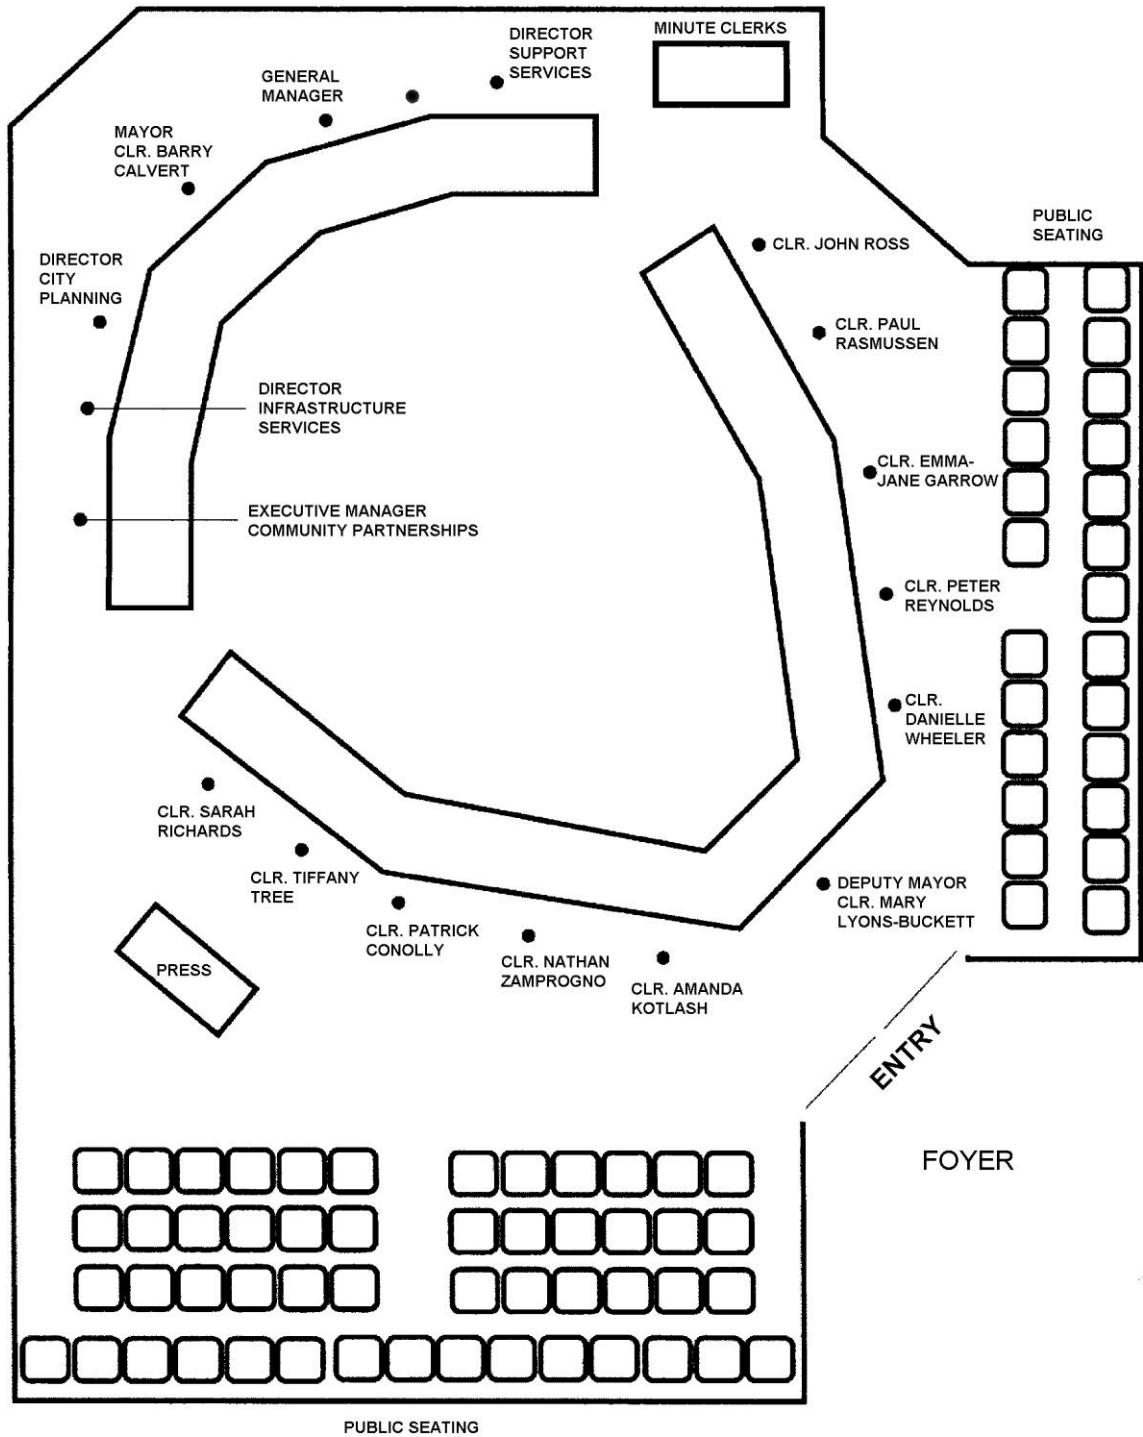 MINUTE CLERKS
DIRECTOR
SUPPORT
SERVICES
GENERAL
MANAGER
MAYOR
CLR. BARRY
CALVERT
DIRECTOR
CITY
PLANNING
DIRECTOR
INFRASTRUCTURE
SERVICES
EXECUTIVE MANAGER
COMMUNITY PARTNERSHIPS
CLR. JOHN ROSS
PUBLIC
SEATING
CLR. PAUL
RASMUSSEN
CLR. EMMA-
JANE GARROW
CLR. PETER
REYNOLDS
CLR.
DANIELLE
WHEELER
DEPUTY MAYOR
CLR. MARY
LYONS-BUCKETT
CLR. SARAH
RICHARDS
CLR. TIFFANY
TREE
CLR. PATRICK
CONOLLY
CLR. NATHAN
ZAMPROGNO
CLR. AMANDA
KOTLASH
PRESS
ENTRY
FOYER
PUBLIC SEATING